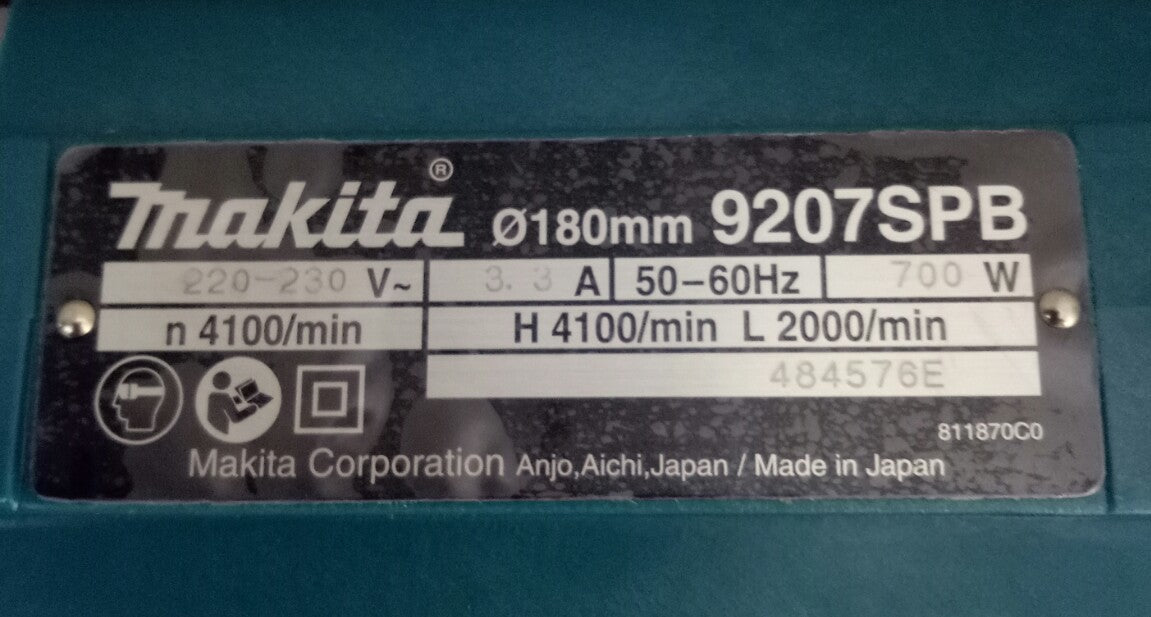 makita® Ø180mm 9207SPB
220-230 V~ 3.3 A 50-60Hz 700 W
n 4100/min H 4100/min L 2000/min
484576E
811870C0
Makita Corporation Anjo,Aichi,Japan / Made in Japan